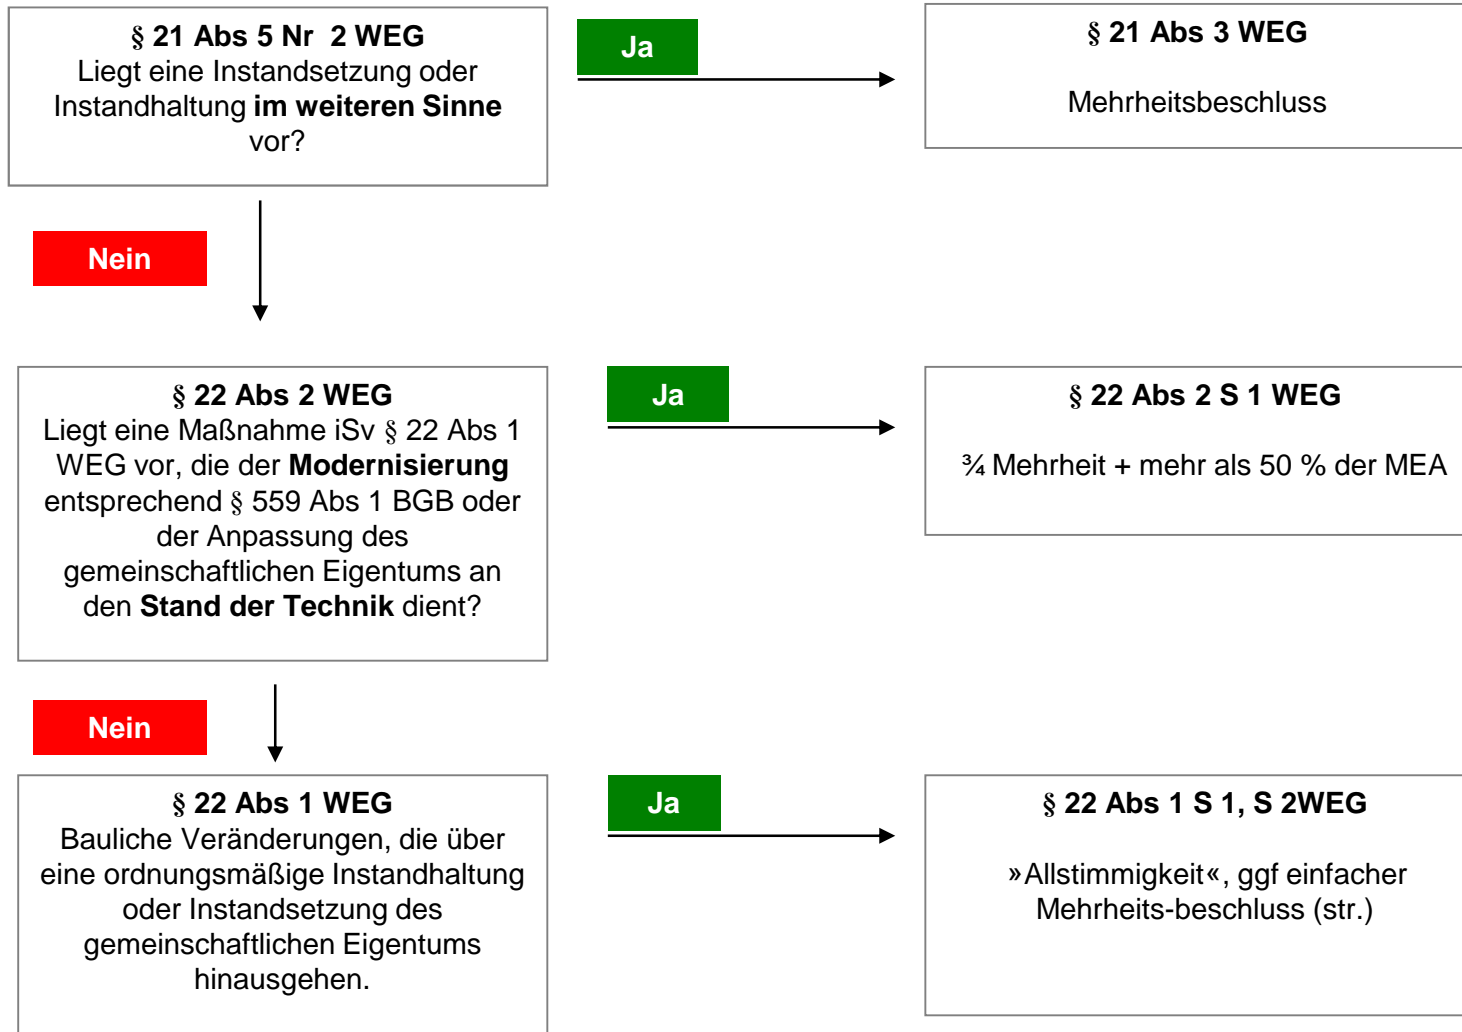 § 21 Abs 5 Nr  2 WEG
Liegt eine Instandsetzung oder
Instandhaltung im weiteren Sinne
vor?
Ja
§ 21 Abs 3 WEG
Mehrheitsbeschluss
Nein
§ 22 Abs 2 WEG
Liegt eine Maßnahme iSv § 22 Abs 1
WEG vor, die der Modernisierung
entsprechend § 559 Abs 1 BGB oder
der Anpassung des
gemeinschaftlichen Eigentums an
den Stand der Technik dient?
Ja
§ 22 Abs 2 S 1 WEG
¾ Mehrheit + mehr als 50 % der MEA
Nein
§ 22 Abs 1 WEG
Bauliche Veränderungen, die über
eine ordnungsmäßige Instandhaltung
oder Instandsetzung des
gemeinschaftlichen Eigentums
hinausgehen.
Ja
§ 22 Abs 1 S 1, S 2WEG
»Allstimmigkeit«, ggf einfacher
Mehrheits-beschluss (str.)